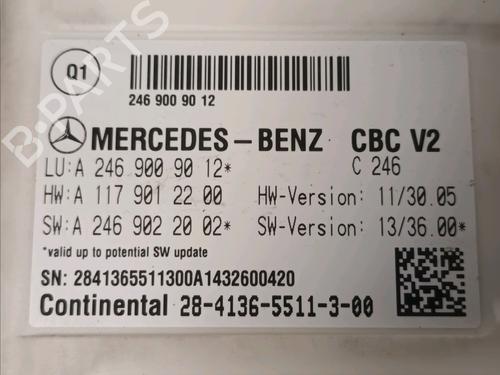 Q1
246 900 90 12
MERCEDES-BENZ CBC V2
LU:A 246 900 90 12* C 246
HW:A 117 901 22 00 HW-Version: 11/30.05
SW:A 246 902 20 02* SW-Version: 13/36.00*
*valid up to potential SW update
SN: 2841365511300A1432600420
Continental 28-4136-5511-3-00
B-PARTS